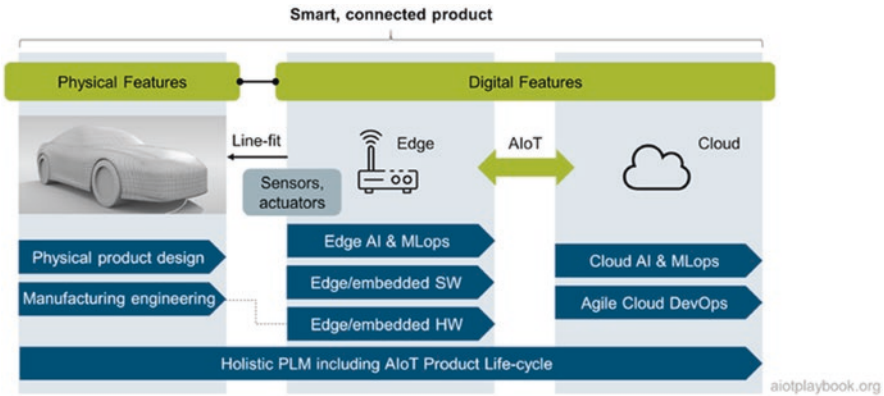 Smart, connected product
Physical Features
Digital Features
Line-fit
Edge
AIoT
Cloud
Sensors,
actuators
Physical product design
Manufacturing engineering
Edge AI & MLops
Edge/embedded SW
Edge/embedded HW
Cloud AI & MLops
Agile Cloud DevOps
Holistic PLM including AIoT Product Life-cycle
aiotplaybook.org